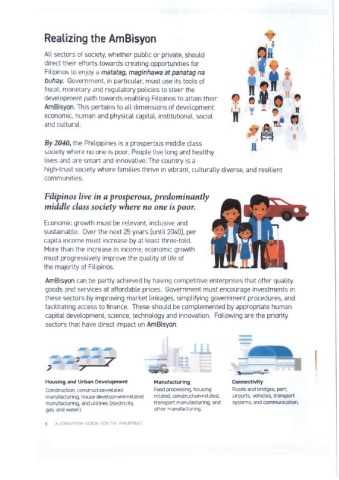 Realizing the AmBisyon
All sectors of society, whether public or private, should
direct their efforts towards creating opportunities for
Filipinos to enjoy a matatag, maginhawa at panatag na
buhay. Government, in particular, must use its tools of
fiscal, monetary and regulatory policies to steer the
development path towards enabling Filipinos to attain their
AmBisyon. This pertains to all dimensions of development:
economic, human and physical capital, institutional, social
and cultural.
By 2040, the Philippines is a prosperous middle class
society where no one is poor. People live long and healthy
lives and are smart and innovative. The country is a
high-trust society where families thrive in vibrant, culturally diverse, and resilient
communities.
Filipinos live in a prosperous, predominantly
middle class society where no one is poor.
Economic growth must be relevant, inclusive and
sustainable. Over the next 25 years (until 2040), per
capita income must increase by at least three-fold.
More than the increase in income, economic growth
must progressively improve the quality of life of
the majority of Filipinos.
AmBisyon can be partly achieved by having competitive enterprises that offer quality
goods and services at affordable prices. Government must encourage investments in
these sectors by improving market linkages, simplifying government procedures, and
facilitating access to finance. These should be complemented by appropriate human
capital development, science, technology and innovation. Following are the priority
sectors that have direct impact on AmBisyon:
Housing and Urban Development
Construction, construction-related
manufacturing, house development-related
manufacturing, and utilities (electricity,
gas, and water).
Manufacturing
Food processing, housing
related, construction-related,
transport manufacturing, and
other manufacturing.
Connectivity
Roads and bridges, port,
airports, vehicles, transport
systems, and communication.
A LONG-TERM VISION FOR THE PHILIPPINES